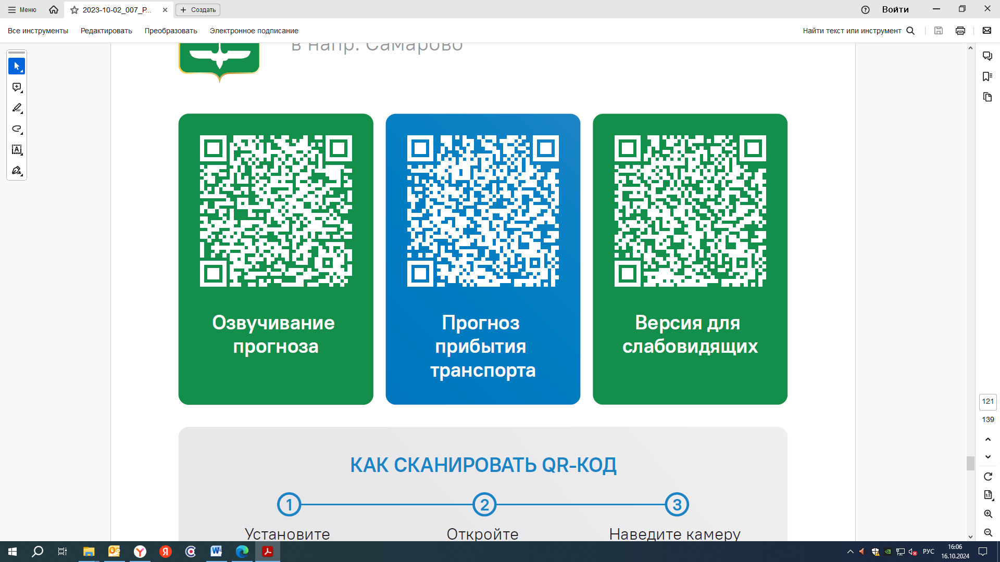 Меню
2023-10-02_007_P...
Создать
Войти
Все инструменты
Редактировать
Преобразовать
Электронное подписание
Найти текст или инструмент
в напр. Самарово
Озвучивание
прогноза
Прогноз
прибытия
транспорта
Версия для
слабовидящих
121
139
КАК СКАНИРОВАТЬ QR-КОД
1
2
3
Установите
Откройте
Наведите камеру
РУС
16:06
16.10.2024